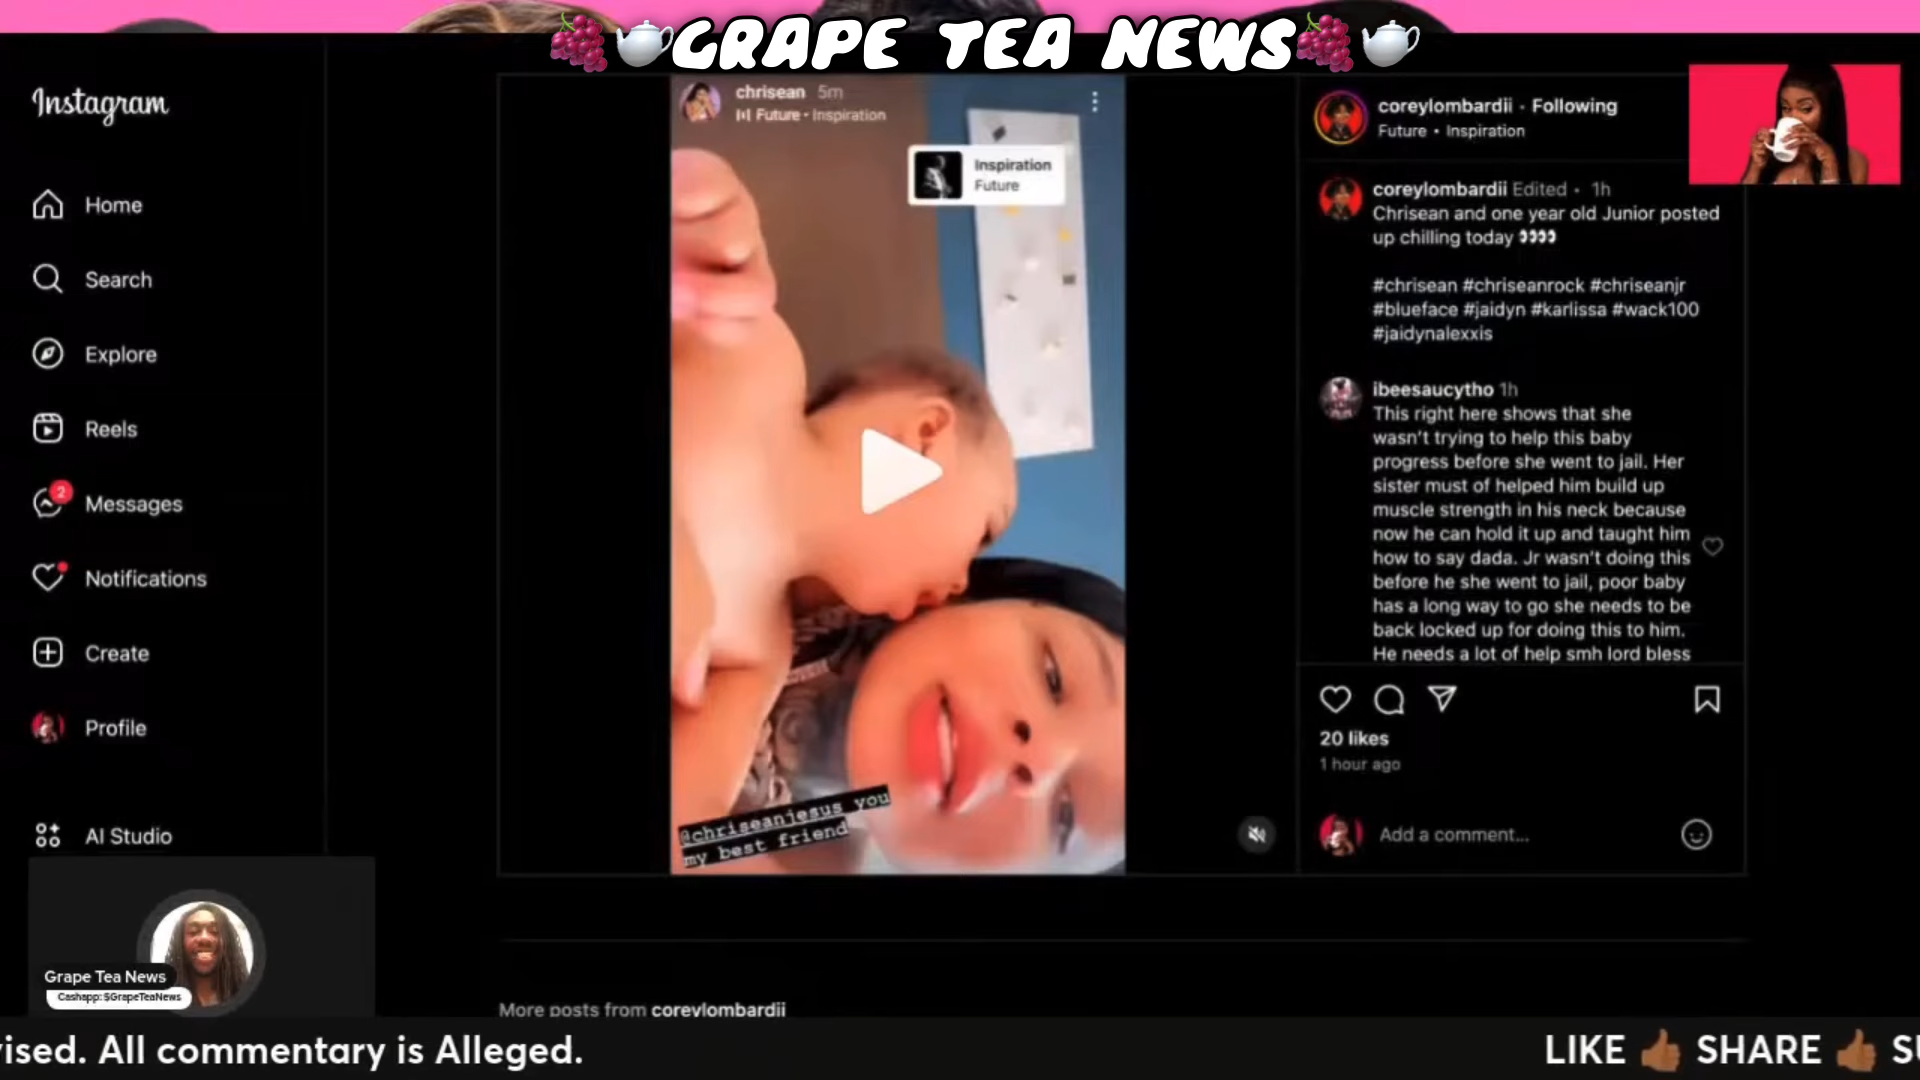 GRAPE TEA NEWS
Instagram
Home
Search
Explore
Reels
2
Messages
Notifications
Create
Profile
AI Studio
Grape Tea News
Cashapp: $GrapeTeaNews
chrisean 5m
Future • Inspiration
Inspiration
Future
@chriseanjesus you
my best friend
coreylombardii • Following
Future • Inspiration
coreylombardii Edited • 1h
Chrisean and one year old Junior posted
up chilling today 👀👀
#chrisean #chriseanrock #chriseanjr
#blueface #jaidyn #karlissa #wack100
#jaidynalexxis
ibeesaucytho 1h
This right here shows that she
wasn't trying to help this baby
progress before she went to jail. Her
sister must of helped him build up
muscle strength in his neck because
now he can hold it up and taught him
how to say dada. Jr wasn't doing this
before he she went to jail, poor baby
has a long way to go she needs to be
back locked up for doing this to him.
He needs a lot of help smh lord bless
20 likes
1 hour ago
Add a comment...
More posts from coreylombardii
vised. All commentary is Alleged.
LIKE 👍🏾 SHARE 👍🏾 SU